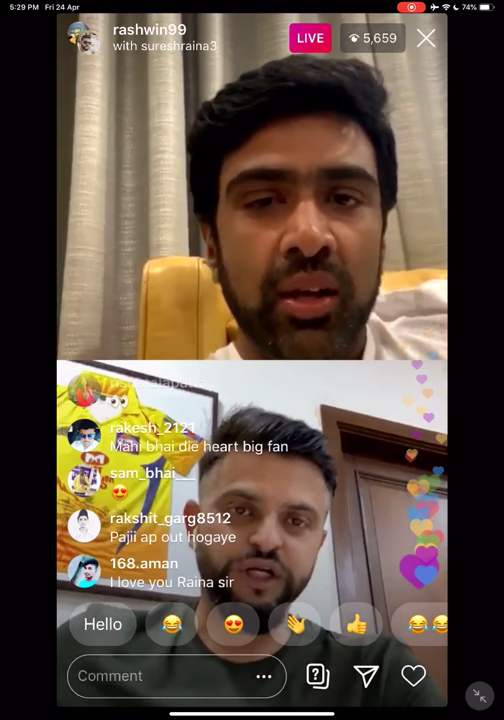 5:29 PM Fri 24 Apr
74%
rashwin99
with sureshraina3
LIVE
5,659
rakesh_2121
Mahi bhai die heart big fan
sam_bhai__
😍
rakshit_garg8512
Pajii ap out hogaye
168.aman
I love you Raina sir
Hello
Comment